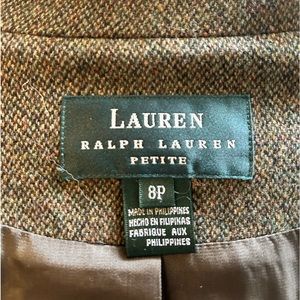 LAUREN
RALPH LAUREN
PETITE
8P
MADE IN PHILIPPINES
HECHO EN FILIPINAS
FABRIQUE AUX
PHILIPPINES